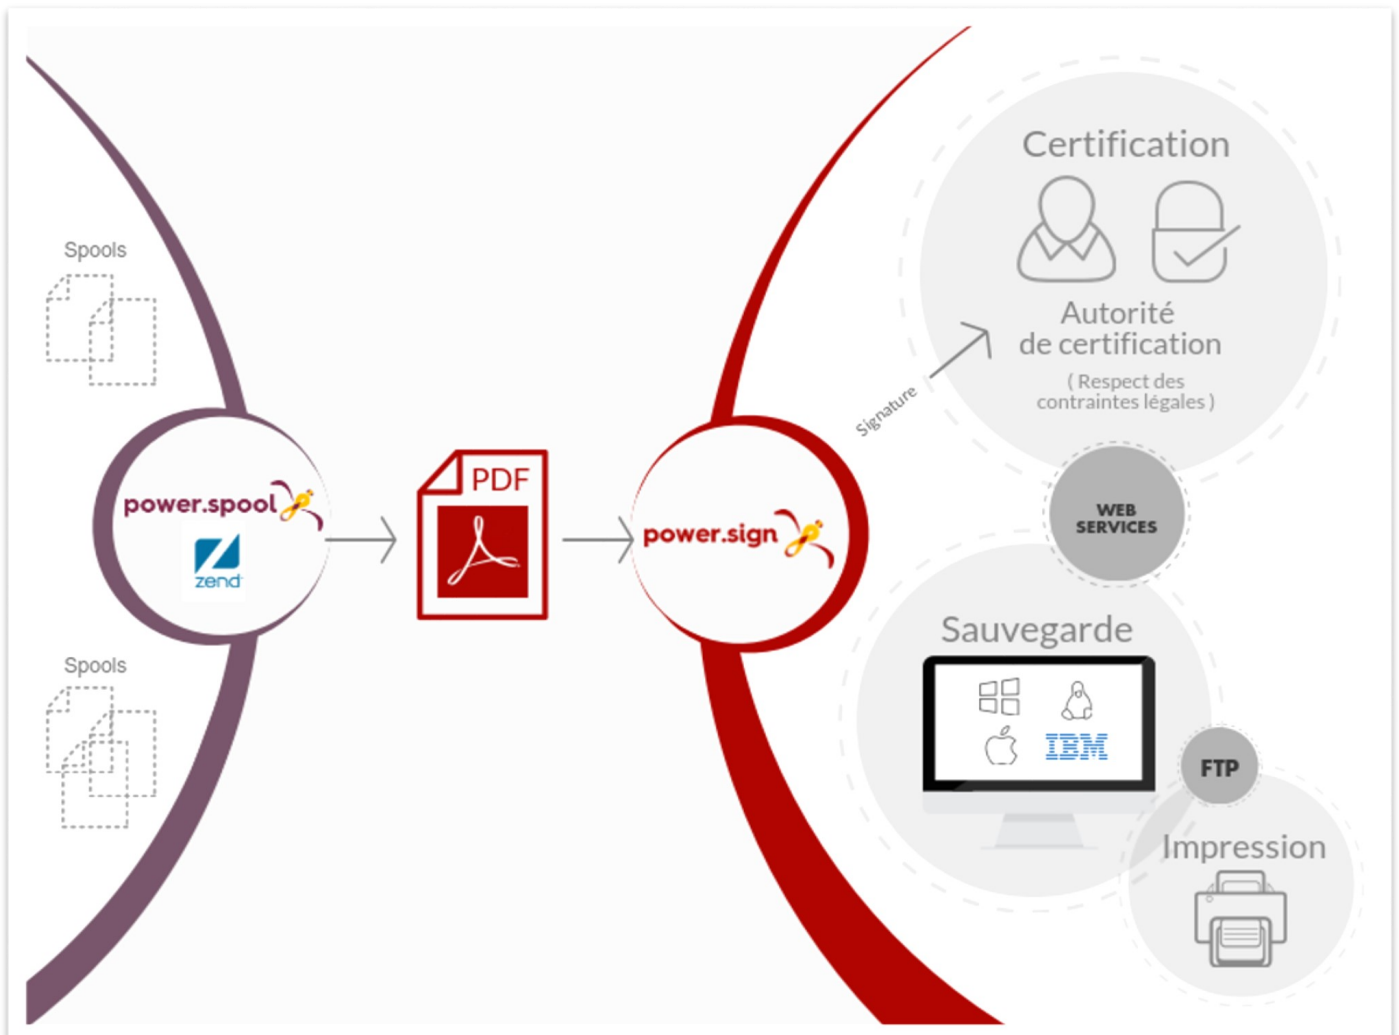 Spools
power.spool
zend
Spools
PDF
power.sign
Signature
Certification
Autorité
de certification
( Respect des
contraintes légales )
WEB
SERVICES
Sauvegarde
IBM
FTP
Impression